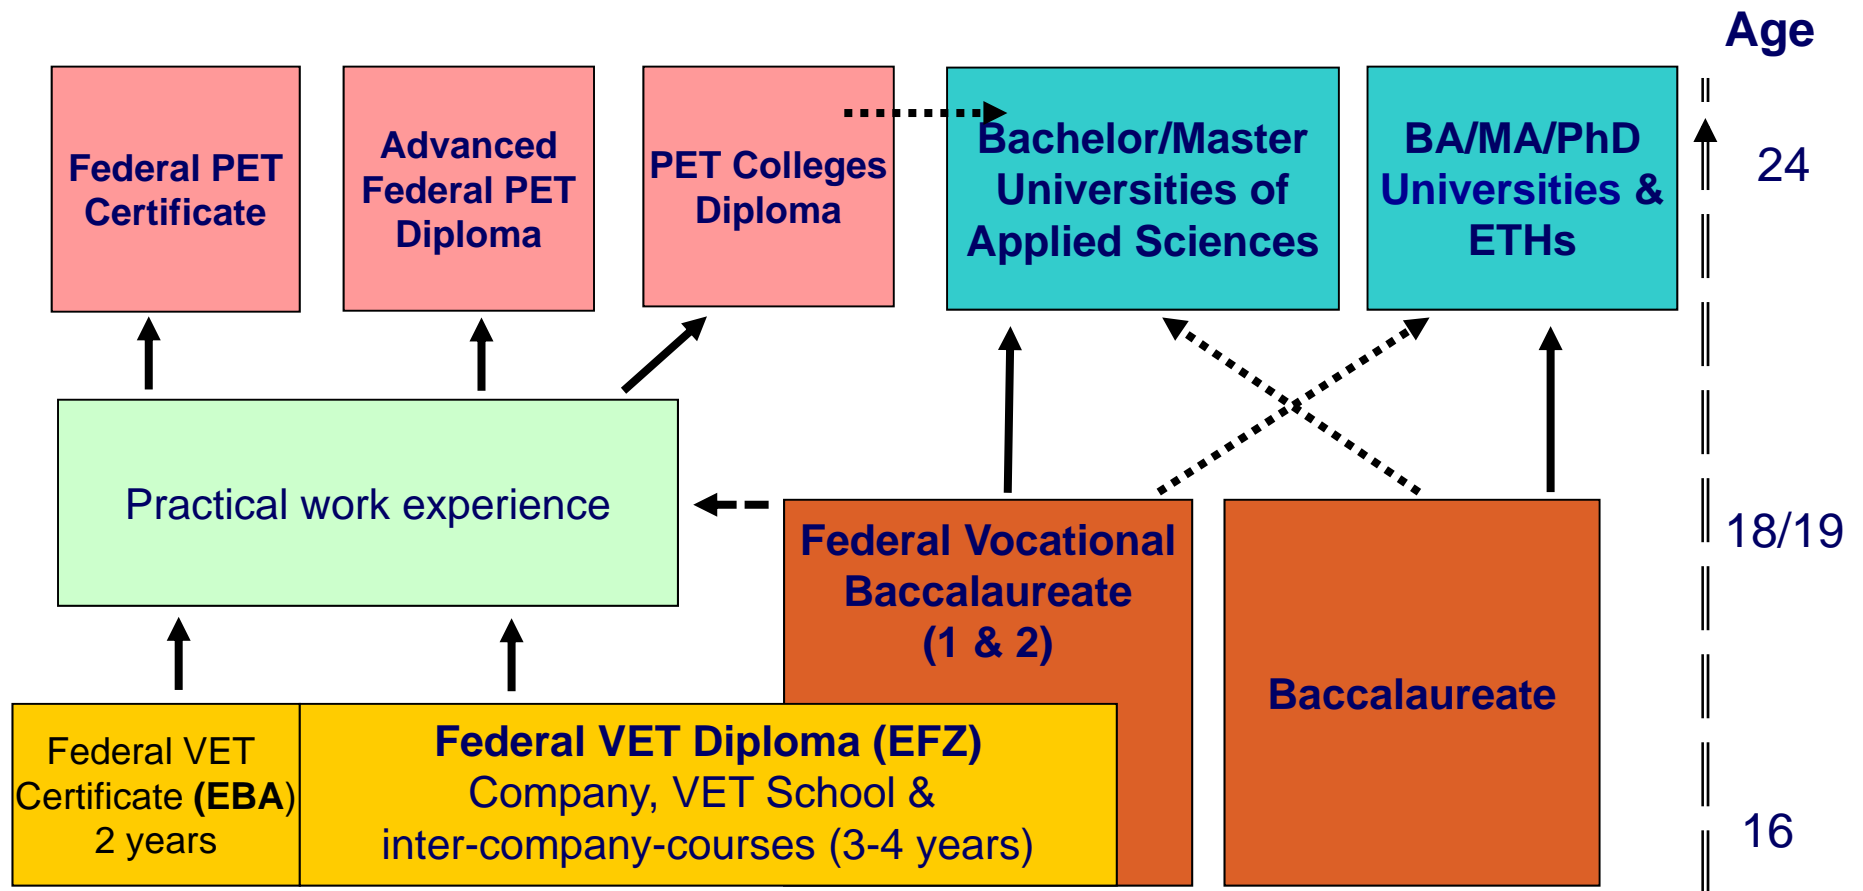 Age
Federal PET
Certificate
Advanced
Federal PET
Diploma
PET Colleges
Diploma
Bachelor/Master
Universities of
Applied Sciences
BA/MA/PhD
Universities &
ETHs
24
Practical work experience
Federal Vocational
Baccalaureate
(1 & 2)
Baccalaureate
18/19
Federal VET
Certificate (EBA)
2 years
Federal VET Diploma (EFZ)
Company, VET School &
inter-company-courses (3-4 years)
16